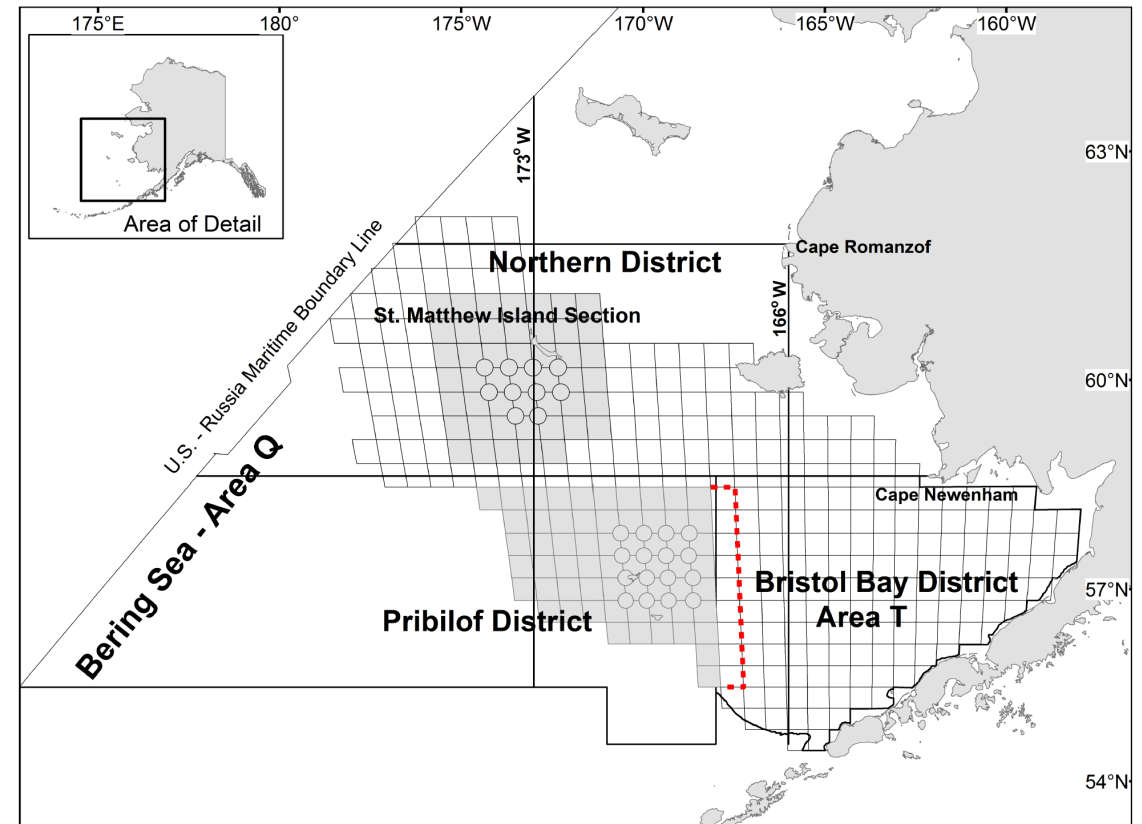 175°E
180°
175°W
170°W
165°W
160°W
Area of Detail
173° W
63°N
U.S. - Russia Maritime Boundary Line
Cape Romanzof
Northern District
166° W
St. Matthew Island Section
60°N
Bering Sea - Area Q
Cape Newenham
Bristol Bay District
Area T
57°N
Pribilof District
54°N